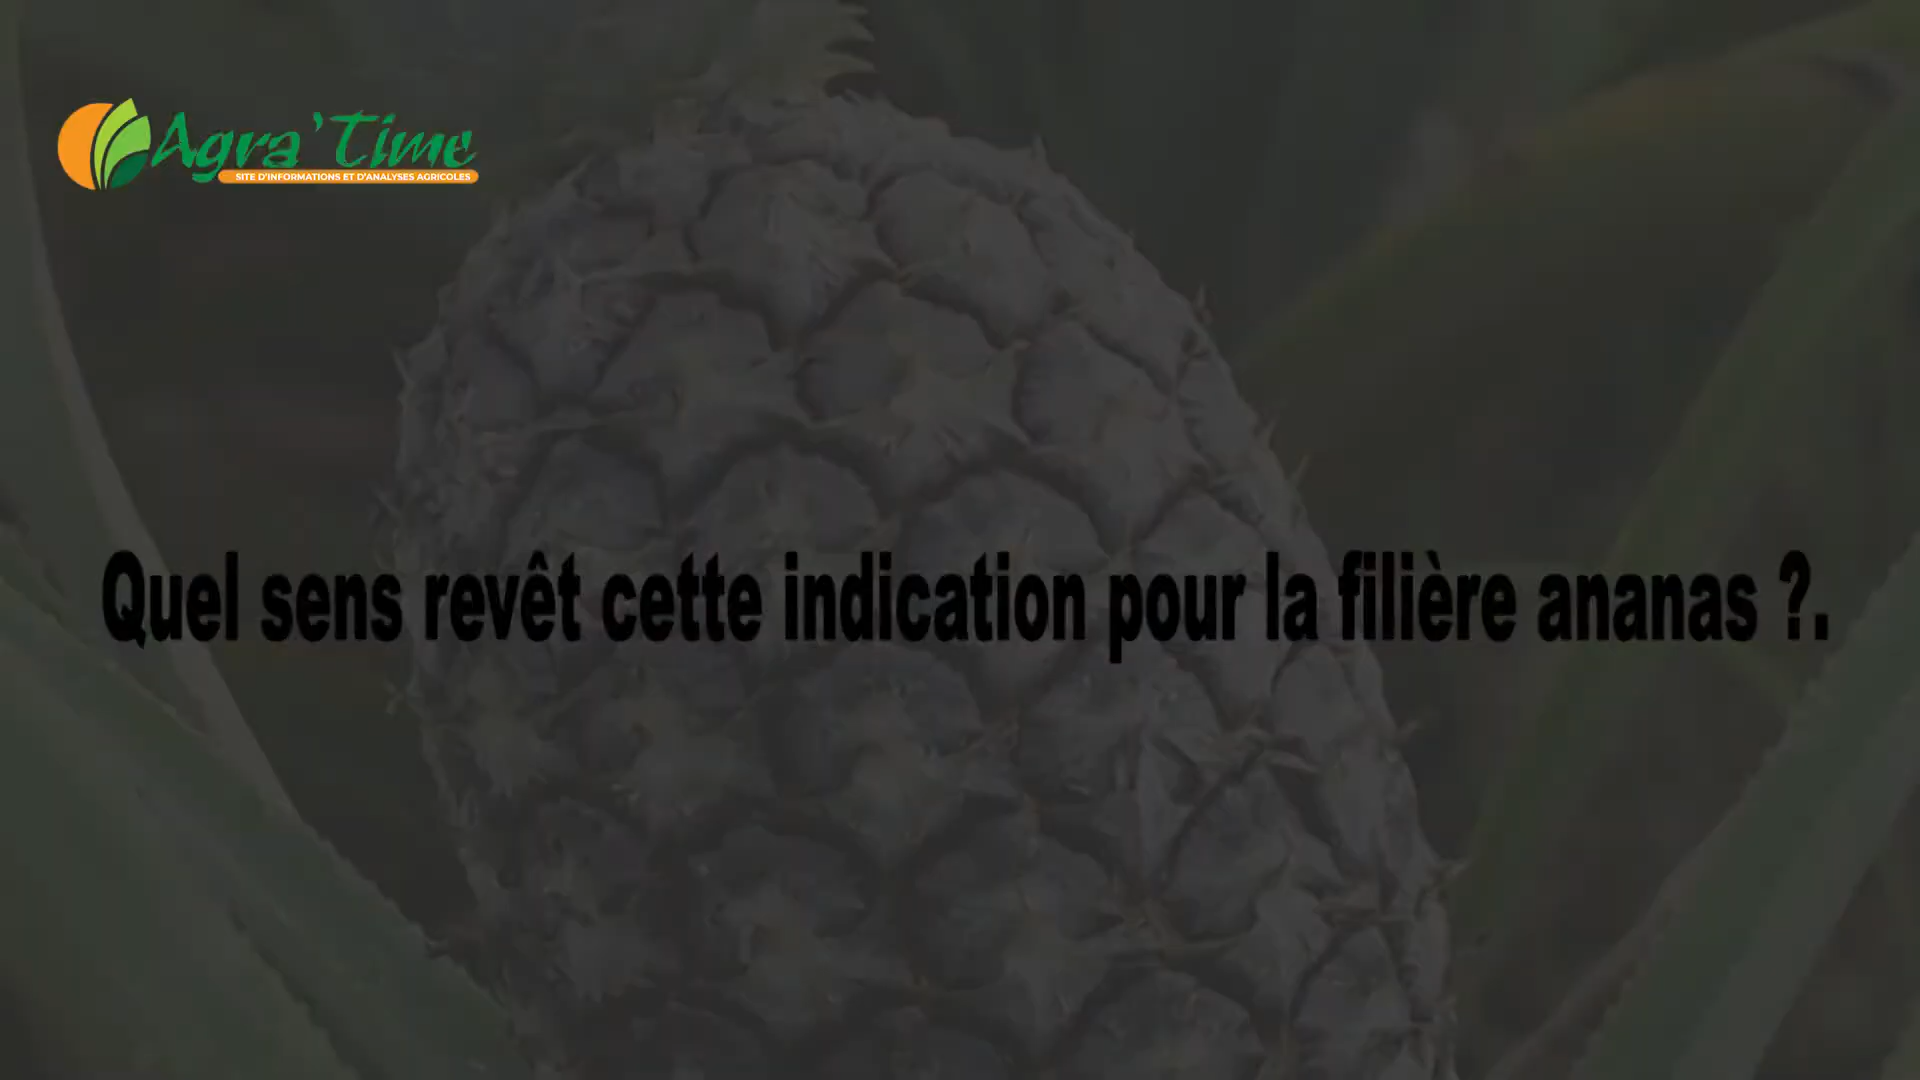 Agra'Time
SITE D'INFORMATIONS ET D'ANALYSES AGRICOLES
Quel sens revêt cette indication pour la filière ananas ?.